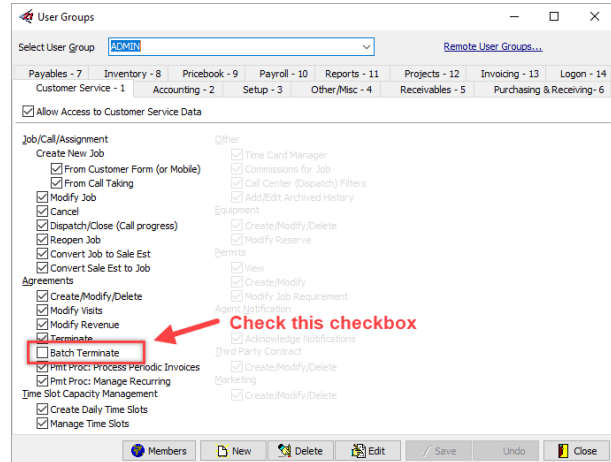 User Groups
Select User Group ADMIN Remote User Groups...
Payables - 7 Inventory - 8 Pricebook - 9 Payroll - 10 Reports - 11 Projects - 12 Invoicing - 13 Logon - 14
Customer Service - 1 Accounting - 2 Setup - 3 Other/Misc - 4 Receivables - 5 Purchasing & Receiving- 6
Allow Access to Customer Service Data
Job/Call/Assignment
Create New Job
From Customer Form (or Mobile)
From Call Taking
Modify Job
Cancel
Dispatch/Close (Call progress)
Reopen Job
Convert Job to Sale Est
Convert Sale Est to Job
Agreements
Create/Modify/Delete
Modify Visits
Modify Revenue
Terminate
Batch Terminate
Pmt Proc: Process Periodic Invoices
Pmt Proc: Manage Recurring
Time Slot Capacity Management
Create Daily Time Slots
Manage Time Slots
Other
Time Card Manager
Commissions for Job
Call Center (Dispatch) Filters
Add/Edit Archived History
Equipment
Create/Modify/Delete
Modify Reserve
Permits
View
Create/Modify
Modify Job Requirement
Agent Notification
Check this checkbox
Acknowledge Notifications
Third Party Contract
Create/Modify/Delete
Marketing
Create/Modify/Delete
Members New Delete Edit Save Undo Close